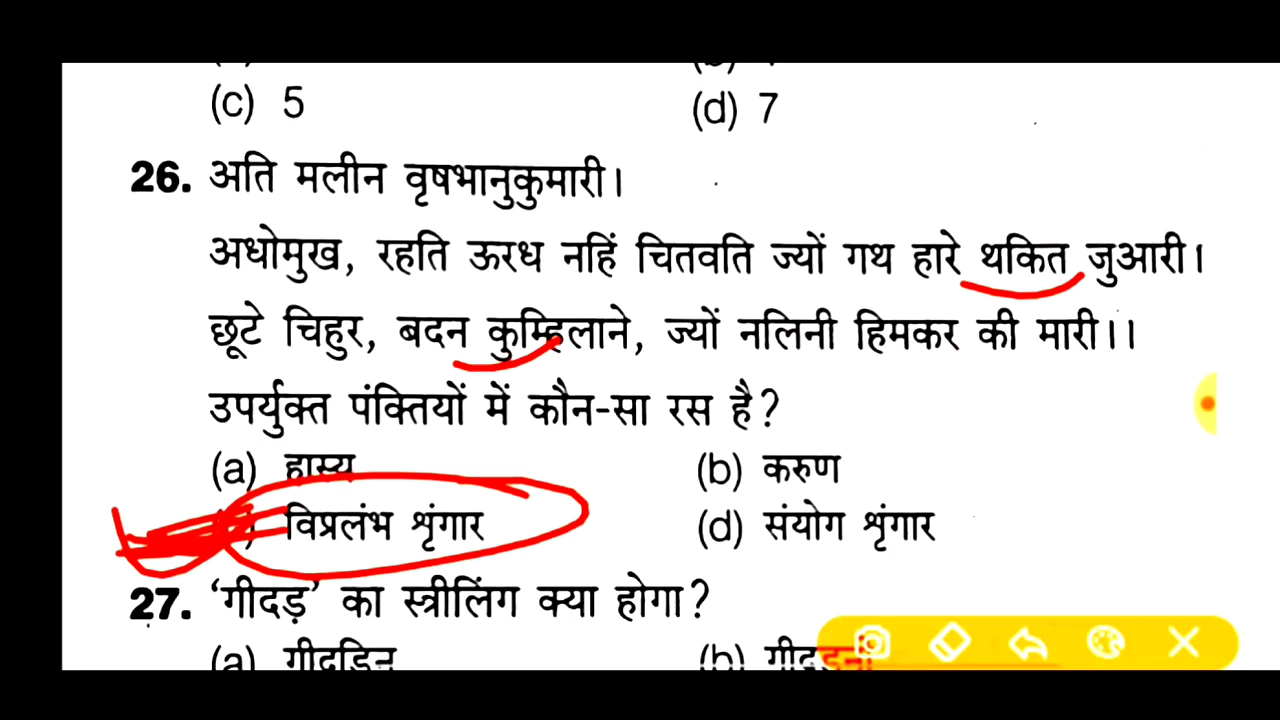 (c) 5 (d) 7
26. अति मलीन वृषभानुकुमारी।
अधोमुख, रहति ऊरध नहिं चितवति ज्यों गथ हारे थकित जुआरी।
छूटे चिहुर, बदन कुम्हिलाने, ज्यों नलिनी हिमकर की मारी।।
उपर्युक्त पंक्तियों में कौन-सा रस है?
(a) हास्य (b) करुण
विप्रलंभ शृंगार (d) संयोग शृंगार
27. 'गीदड़' का स्त्रीलिंग क्या होगा?
(a) गीदड़िन (b)